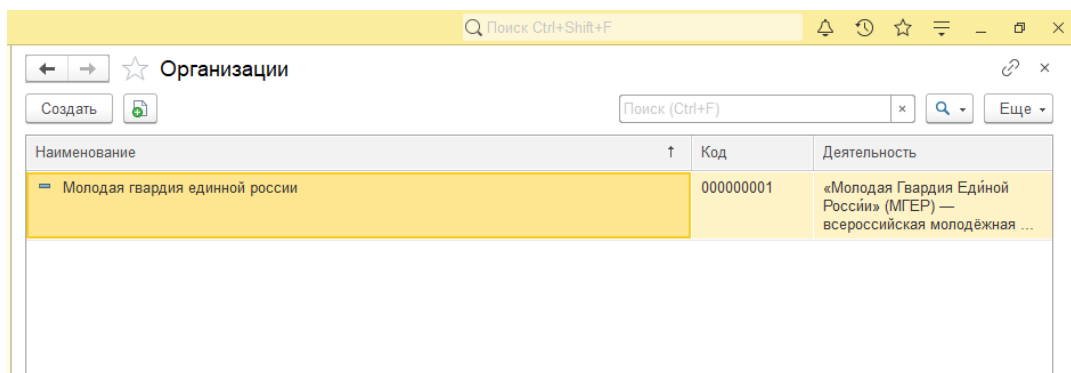 Поиск Ctrl+Shift+F
Организации
Создать
Поиск (Ctrl+F)
Еще
Наименование
Код
Деятельность
Молодая гвардия единной россии
000000001
«Молодая Гвардия Еди́ной
Росси́и» (МГЕР) —
всероссийская молодёжная ...